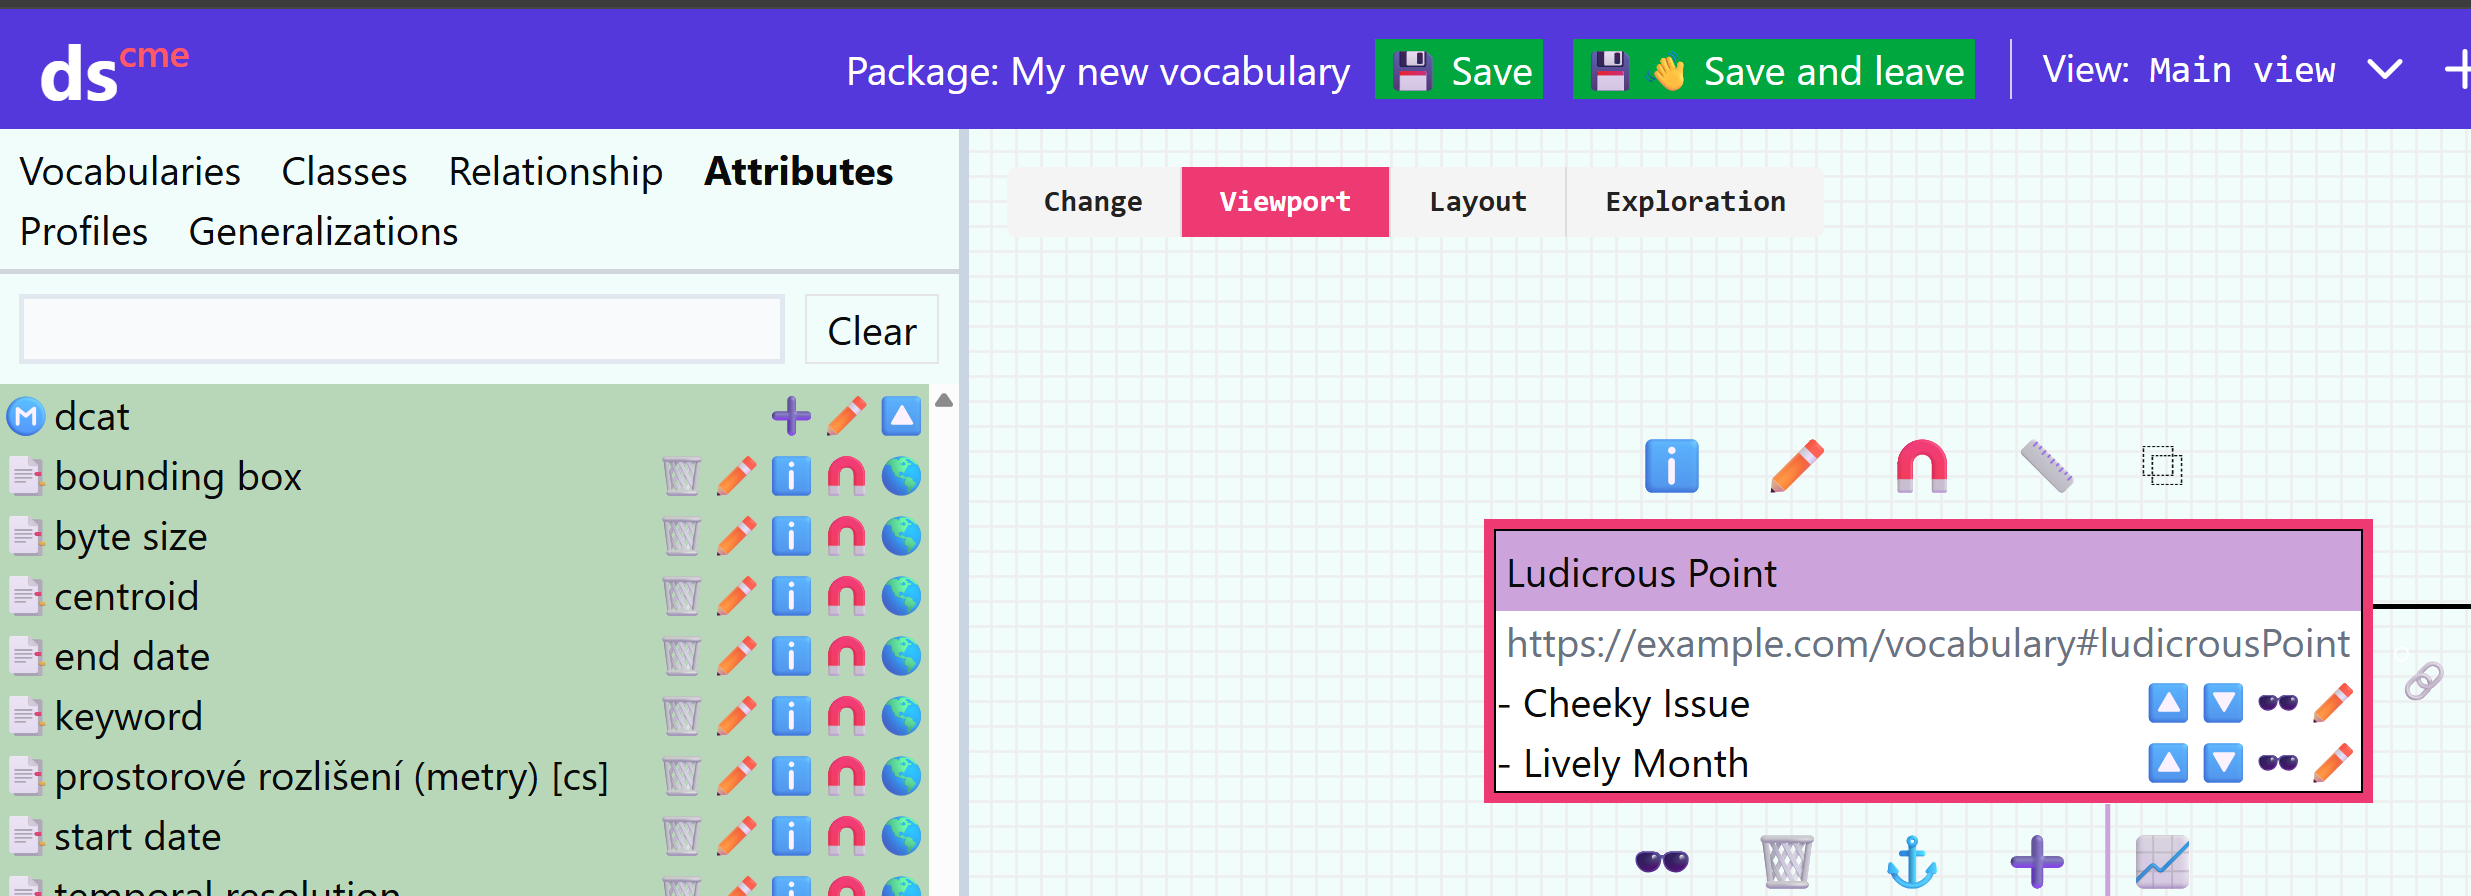 ds cme
Package: My new vocabulary
Save
Save and leave
View: Main view
Vocabularies Classes Relationship Attributes
Profiles Generalizations
Change Viewport Layout Exploration
Clear
dcat
bounding box
byte size
centroid
end date
keyword
prostorové rozlišení (metry) [cs]
start date
temporal resolution
Ludicrous Point
https://example.com/vocabulary#ludicrousPoint
- Cheeky Issue
- Lively Month